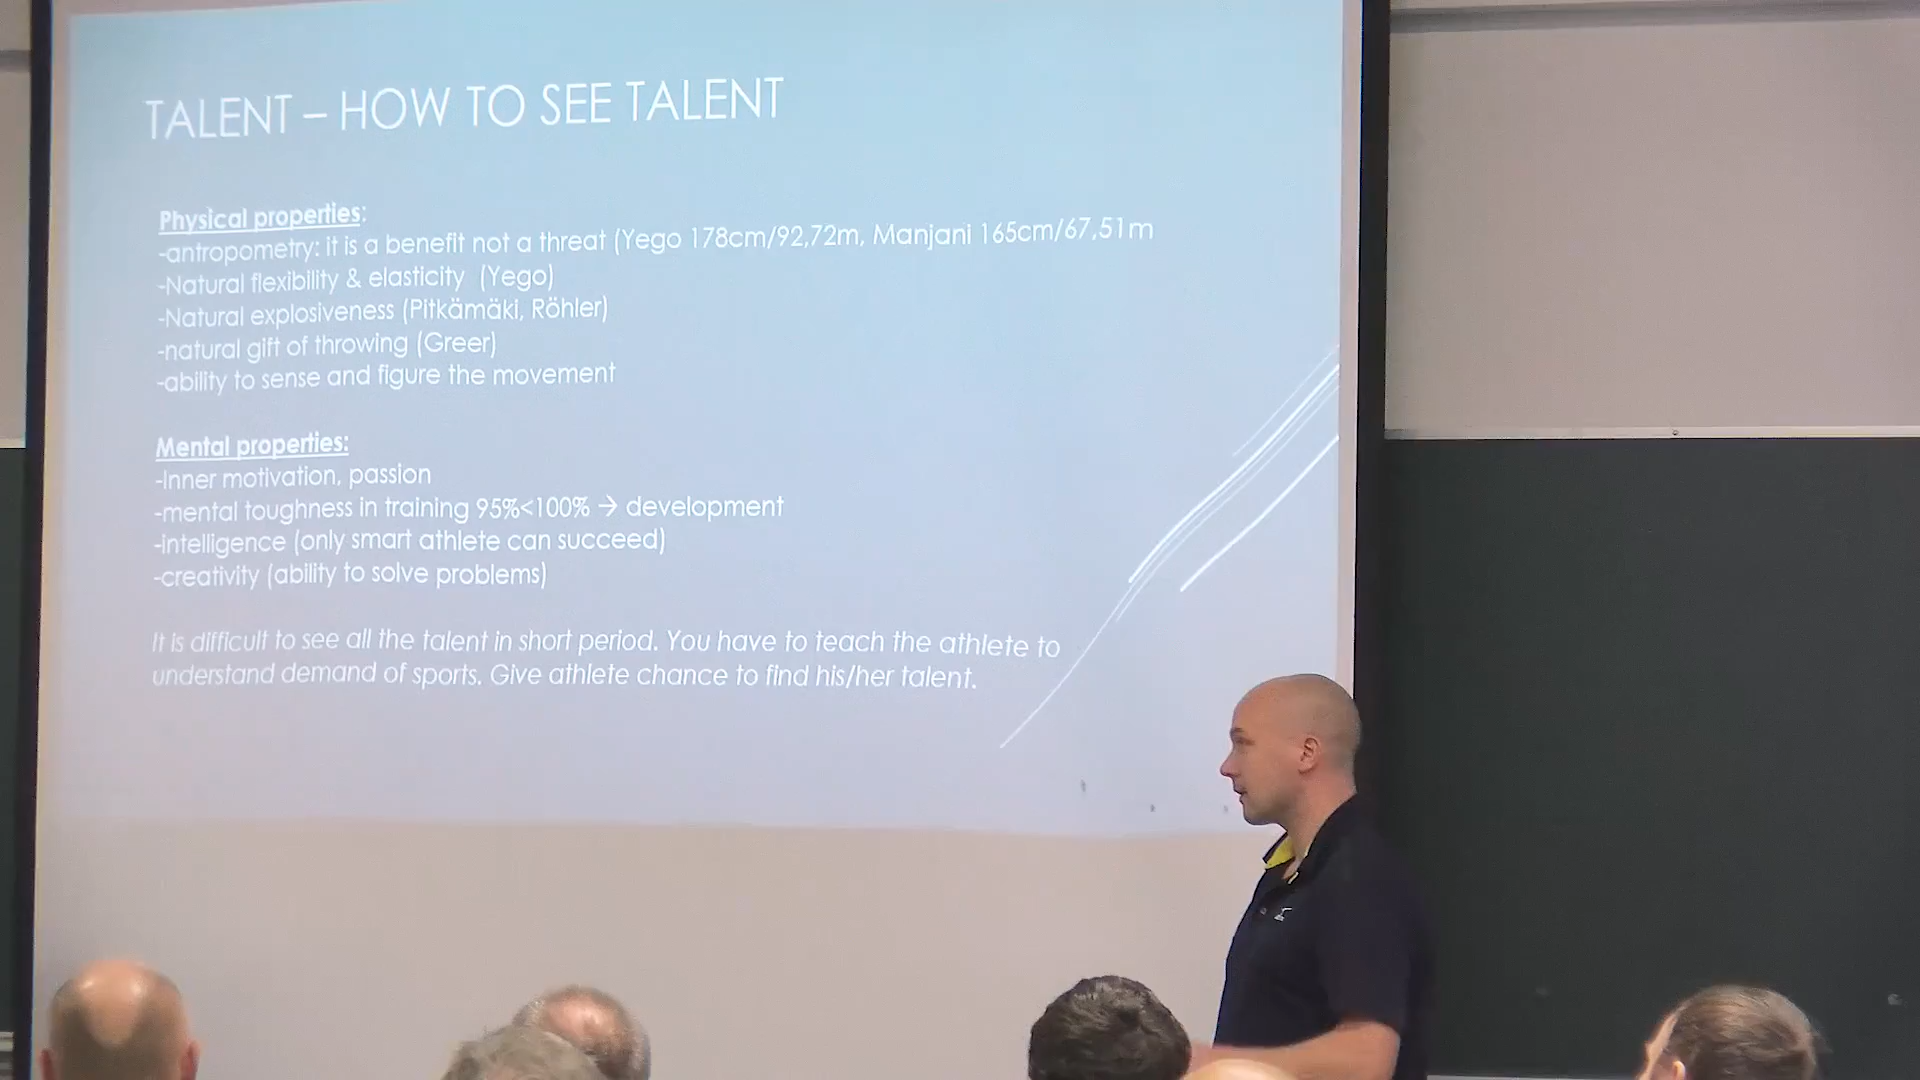 TALENT – HOW TO SEE TALENT
Physical properties:
-antropometry: it is a benefit not a threat (Yego 178cm/92,72m, Manjani 165cm/67,51m
-Natural flexibility & elasticity (Yego)
-Natural explosiveness (Pitkämäki, Röhler)
-natural gift of throwing (Greer)
-ability to sense and figure the movement
Mental properties:
-Inner motivation, passion
-mental toughness in training 95%<100% → development
-intelligence (only smart athlete can succeed)
-creativity (ability to solve problems)
It is difficult to see all the talent in short period. You have to teach the athlete to
understand demand of sports. Give athlete chance to find his/her talent.